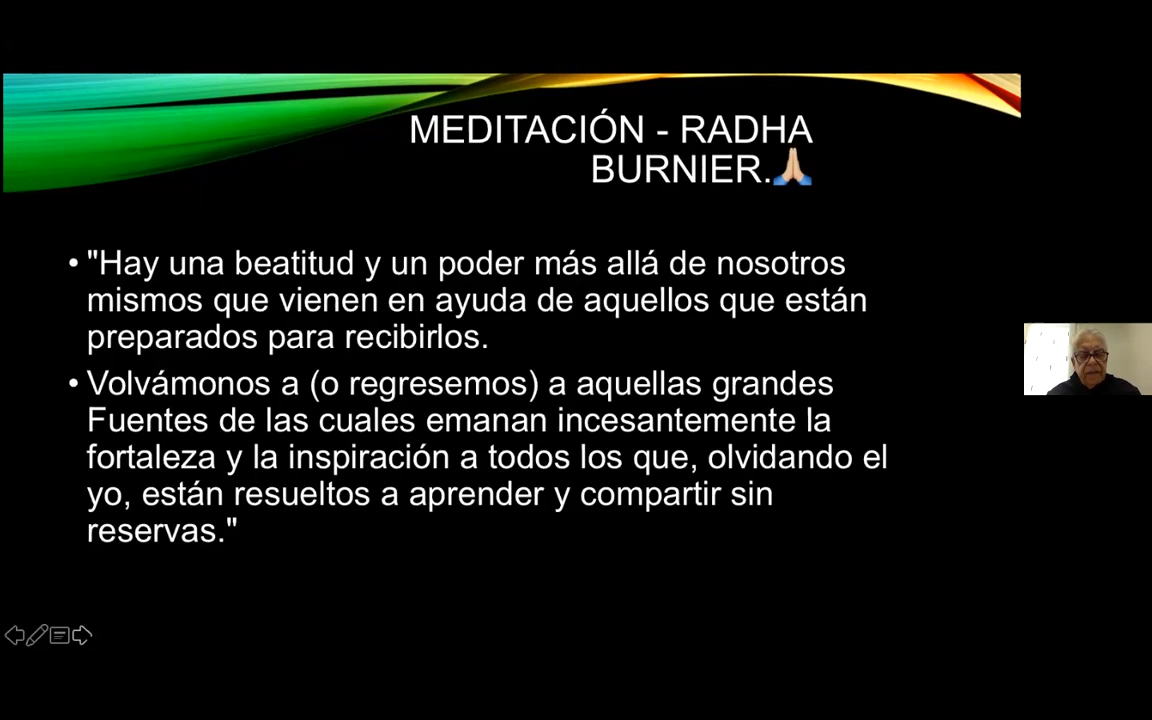 MEDITACIÓN - RADHA
BURNIER.🙏🏼
• "Hay una beatitud y un poder más allá de nosotros
mismos que vienen en ayuda de aquellos que están
preparados para recibirlos.
• Volvámonos a (o regresemos) a aquellas grandes
Fuentes de las cuales emanan incesantemente la
fortaleza y la inspiración a todos los que, olvidando el
yo, están resueltos a aprender y compartir sin
reservas."